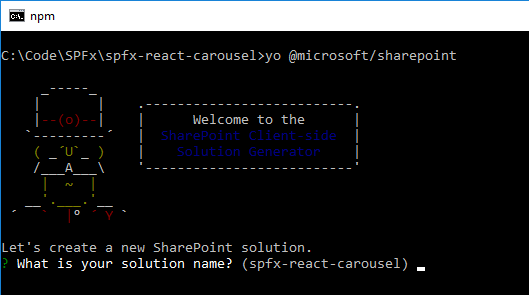 npm
C:\Code\SPFx\spfx-react-carousel>yo @microsoft/sharepoint
Welcome to the
SharePoint Client-side
Solution Generator
Let's create a new SharePoint solution.
? What is your solution name? (spfx-react-carousel)